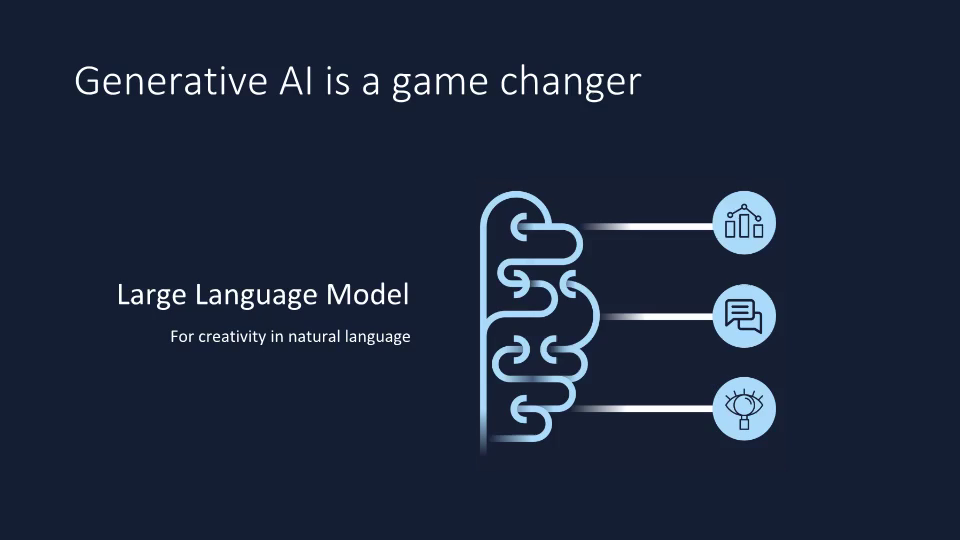 Generative AI is a game changer
Large Language Model
For creativity in natural language